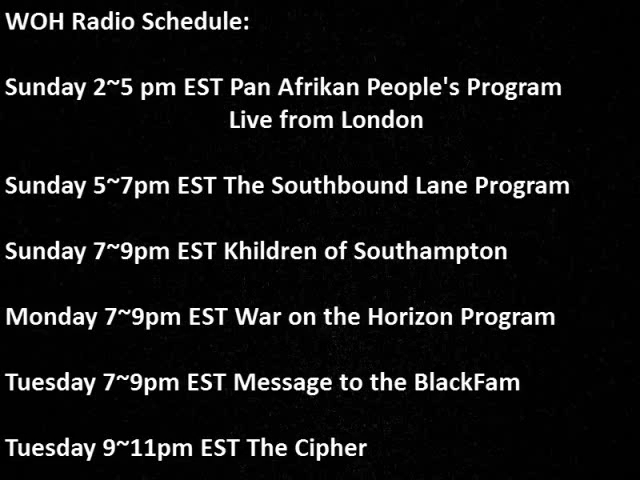 WOH Radio Schedule:
Sunday 2~5 pm EST Pan Afrikan People's Program
Live from London
Sunday 5~7pm EST The Southbound Lane Program
Sunday 7~9pm EST Khildren of Southampton
Monday 7~9pm EST War on the Horizon Program
Tuesday 7~9pm EST Message to the BlackFam
Tuesday 9~11pm EST The Cipher